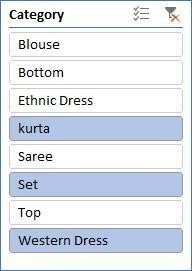 Category
Blouse
Bottom
Ethnic Dress
kurta
Saree
Set
Top
Western Dress